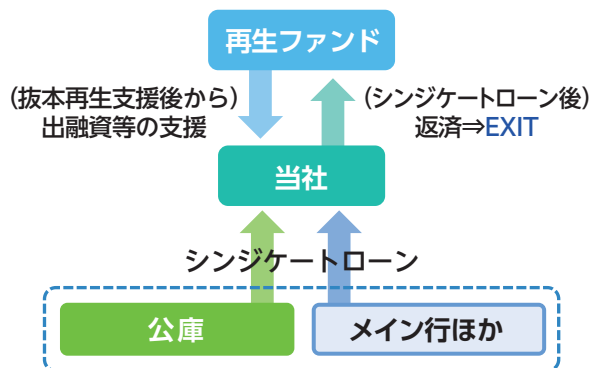 再生ファンド
(抜本再生支援後から)
出融資等の支援
(シンジケートローン後)
返済⇒EXIT
当社
シンジケートローン
公庫
メイン行ほか